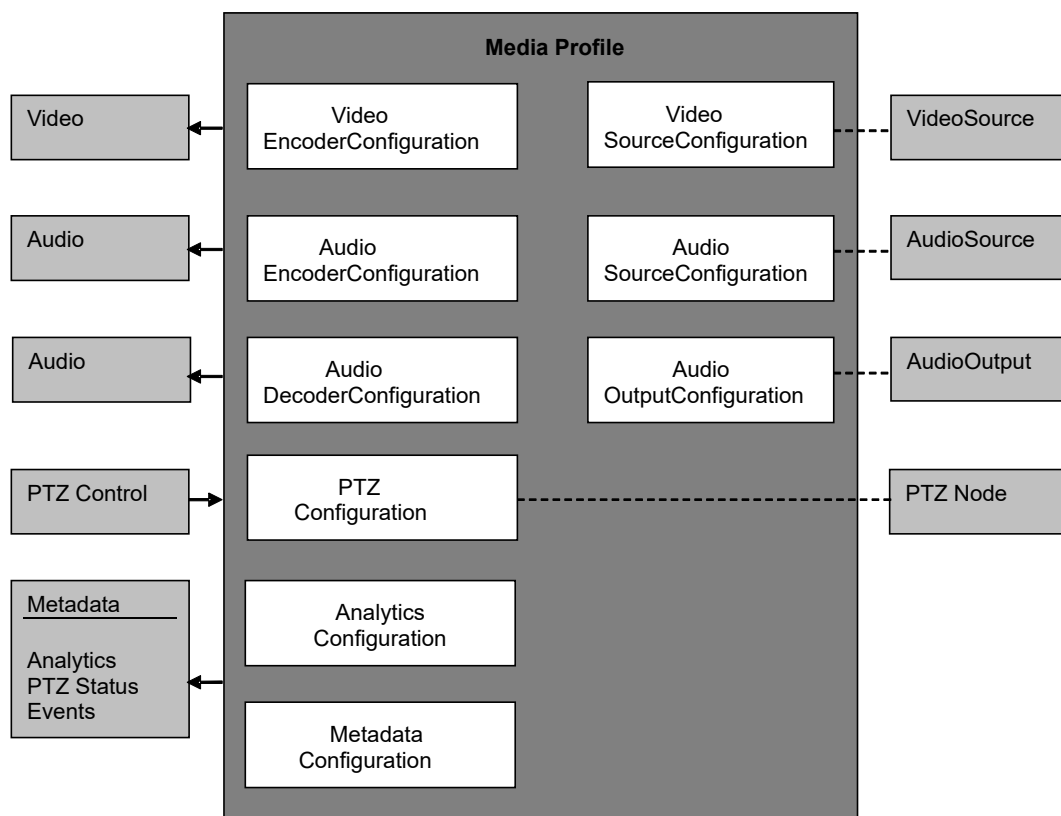 Media Profile
Video
Video
EncoderConfiguration
Video
SourceConfiguration
VideoSource
Audio
Audio
EncoderConfiguration
Audio
SourceConfiguration
AudioSource
Audio
Audio
DecoderConfiguration
Audio
OutputConfiguration
AudioOutput
PTZ Control
PTZ
Configuration
PTZ Node
Metadata
Analytics
PTZ Status
Events
Analytics
Configuration
Metadata
Configuration